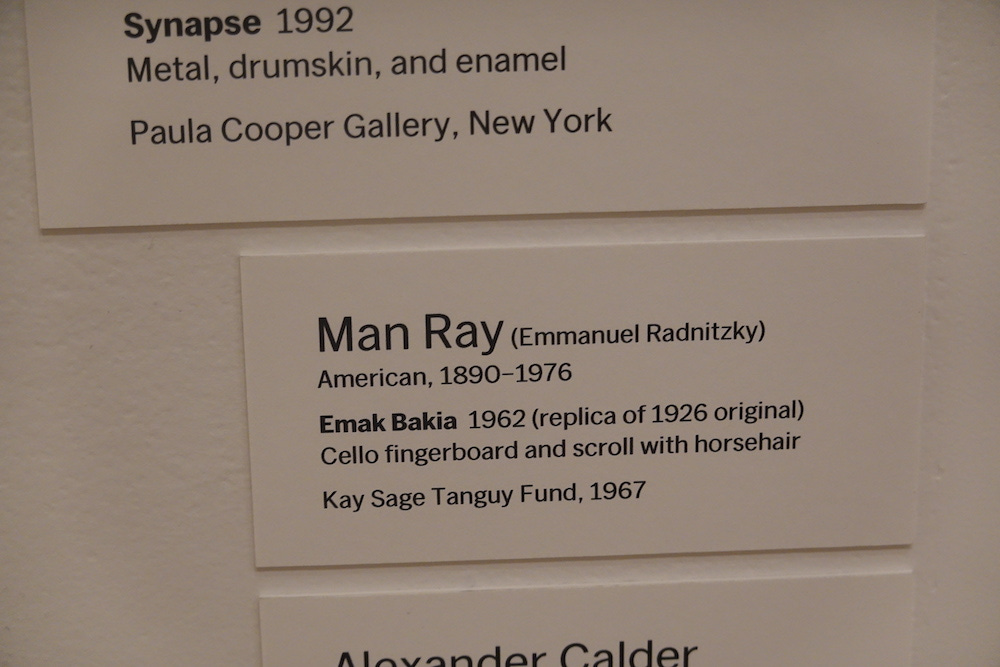 Synapse 1992
Metal, drumskin, and enamel
Paula Cooper Gallery, New York
Man Ray (Emmanuel Radnitzky)
American, 1890–1976
Emak Bakia 1962 (replica of 1926 original)
Cello fingerboard and scroll with horsehair
Kay Sage Tanguy Fund, 1967
Alexander Calder